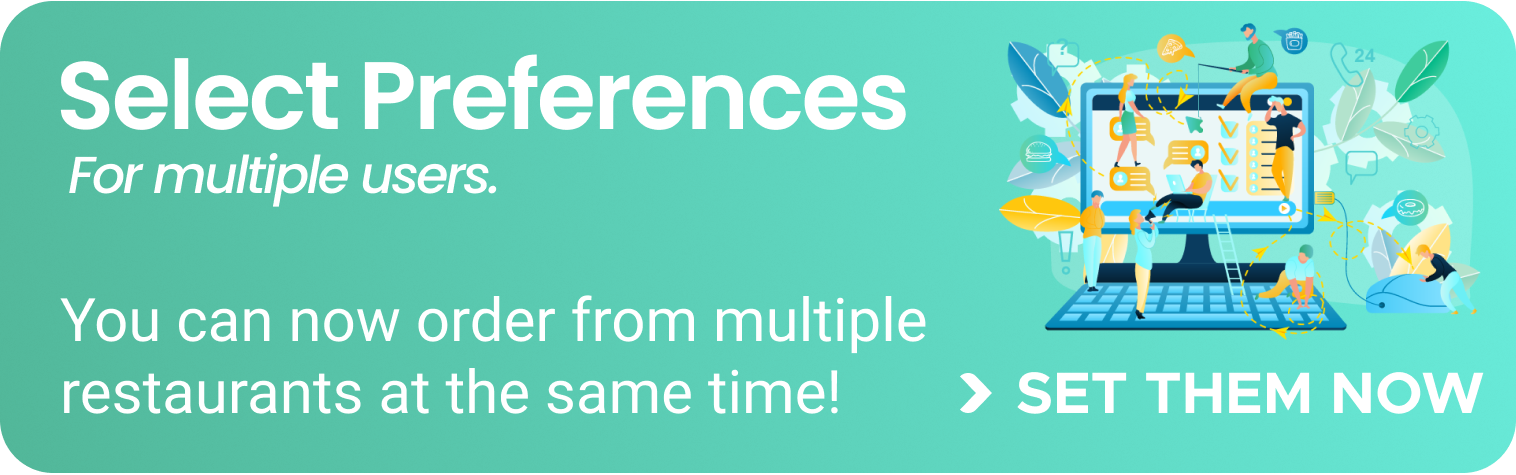 Select Preferences
For multiple users.
24
You can now order from multiple
restaurants at the same time!
SET THEM NOW